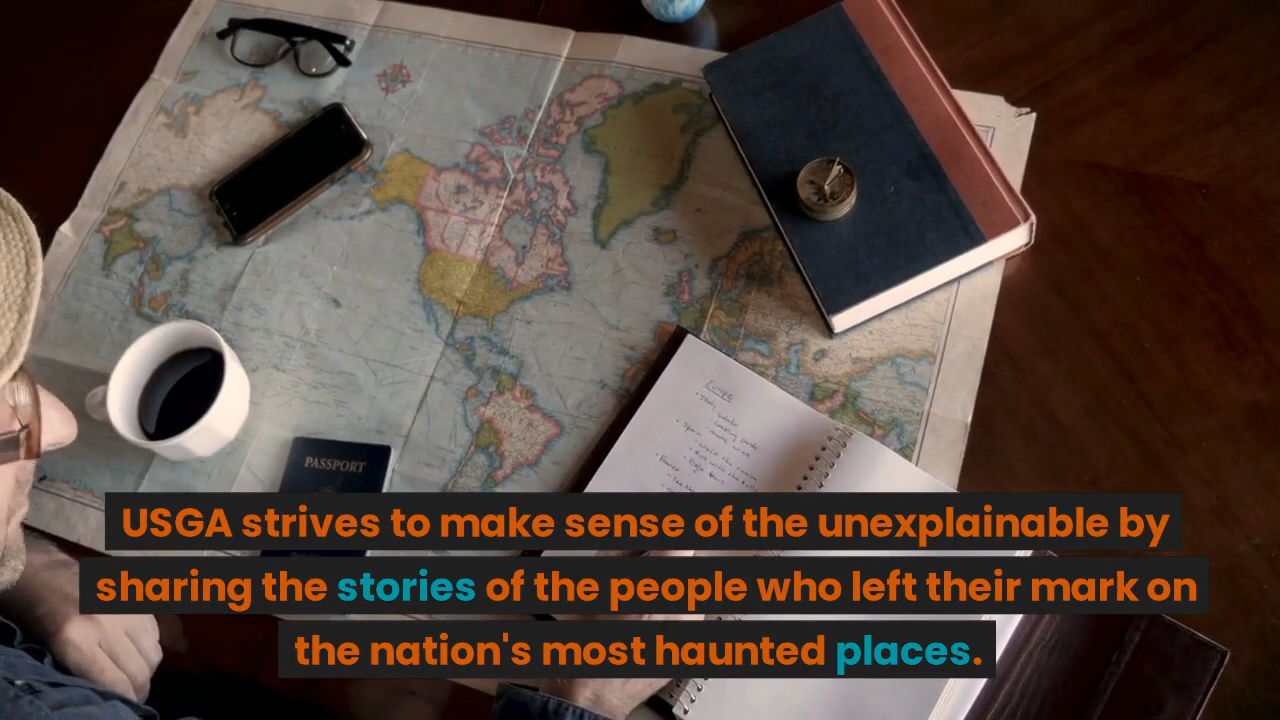 EUROPE
PASSPORT
USGA strives to make sense of the unexplainable by
sharing the stories of the people who left their mark on
the nation's most haunted places.